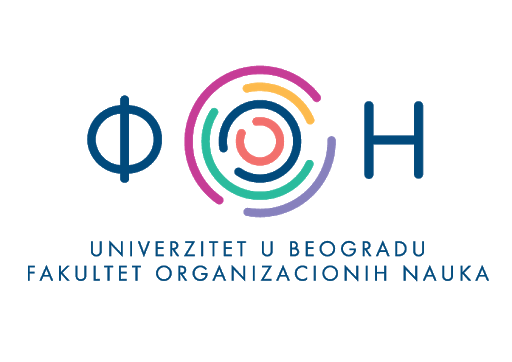 ФОН
UNIVERZITET U BEOGRADU
FAKULTET ORGANIZACIONIH NAUKA